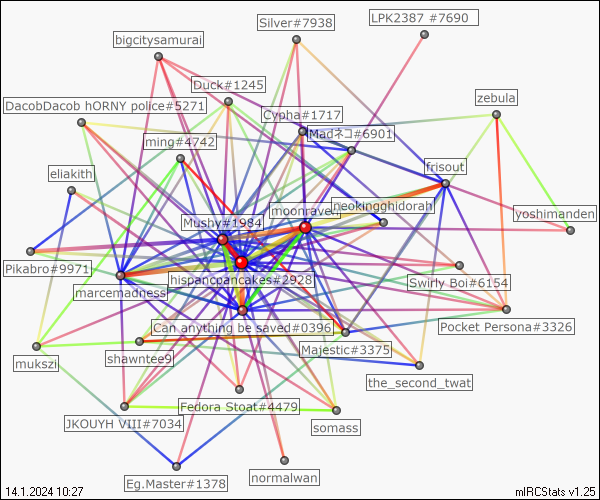 LPK2387 #7690
Silver#7938
bigcitysamurai
Duck#1245
zebula
DacobDacob hORNY police#5271
Cypha#1717
Madネコ#6901
ming#4742
frisout
eliakith
neokingghidorah
moonraven
yoshimanden
Mushy#1984
Pikabro#9971
hispancpancakes#2928
Swirly Boi#6154
marcemadness
Can anything be saved#0396
Pocket Persona#3326
Majestic#3375
shawntee9
mukszi
the_second_twat
Fedora Stoat#4479
JKOUYH VIII#7034
somass
normalwan
Eg.Master#1378
14.1.2024 10:27
mIRCStats v1.25